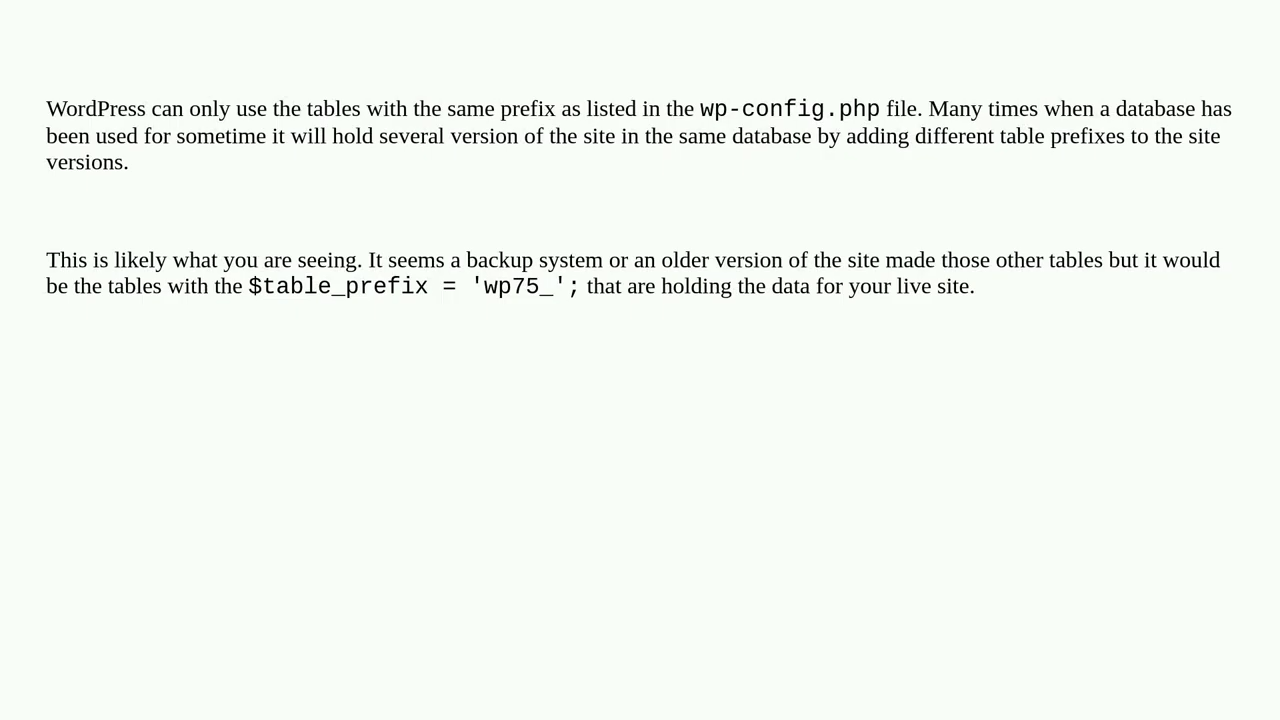 WordPress can only use the tables with the same prefix as listed in the wp-config.php file. Many times when a database has
been used for sometime it will hold several version of the site in the same database by adding different table prefixes to the site
versions.
This is likely what you are seeing. It seems a backup system or an older version of the site made those other tables but it would
be the tables with the $table_prefix = 'wp75_'; that are holding the data for your live site.